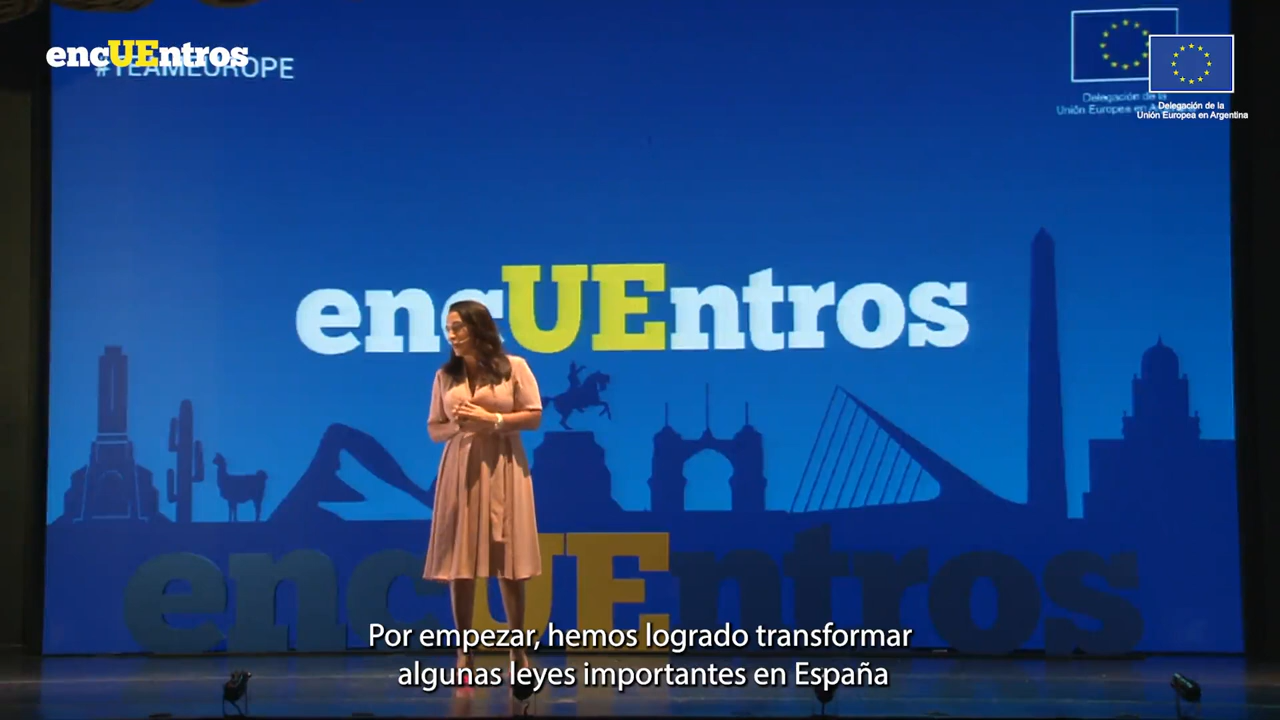 encUEntros
#TEAMEUROPE
Delegación de la
Unión Europea en Argentina
Delegación de la
Unión Europea en Argentina
encUEntros
encUEntros
Por empezar, hemos logrado transformar
algunas leyes importantes en España